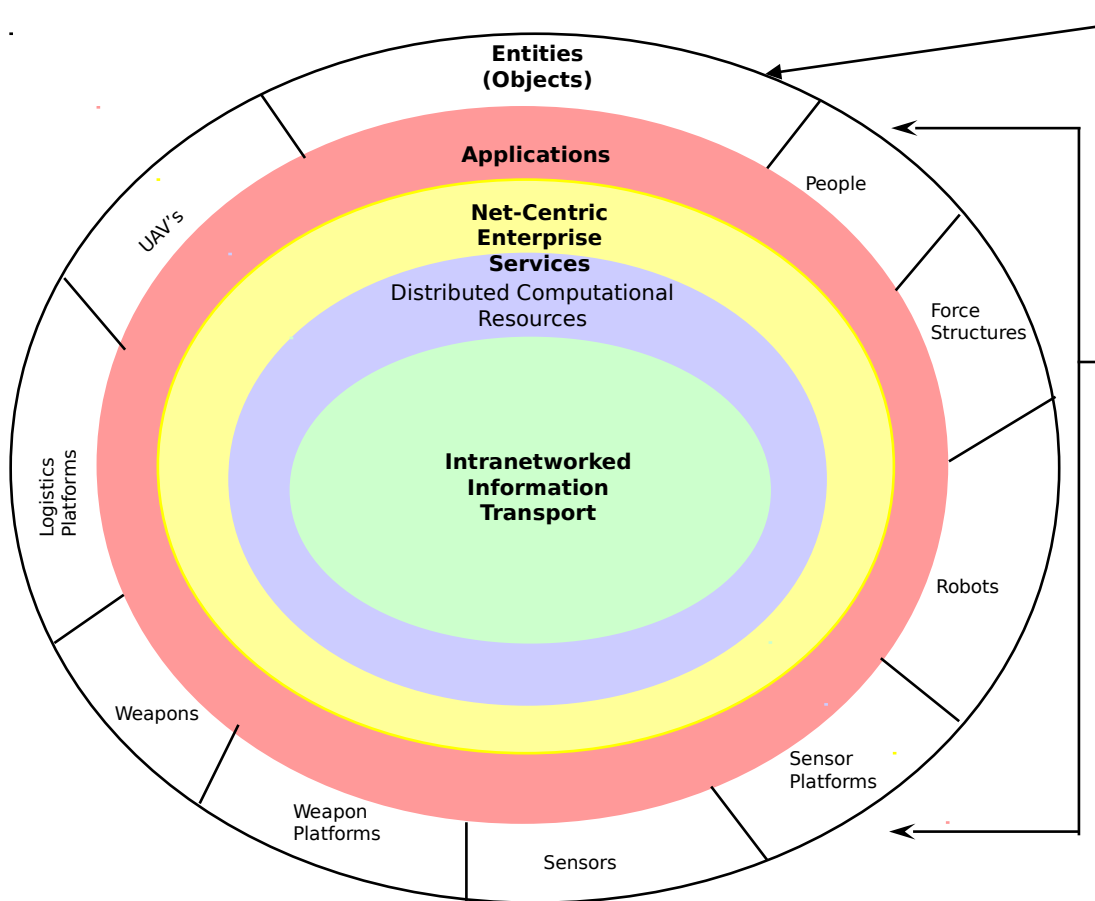 Entities
(Objects)
Applications
People
Net-Centric
Enterprise
Services
UAV's
Distributed Computational
Resources
Force
Structures
Intranetworked
Information
Transport
Logistics
Platforms
Robots
Weapons
Sensor
Platforms
Weapon
Platforms
Sensors